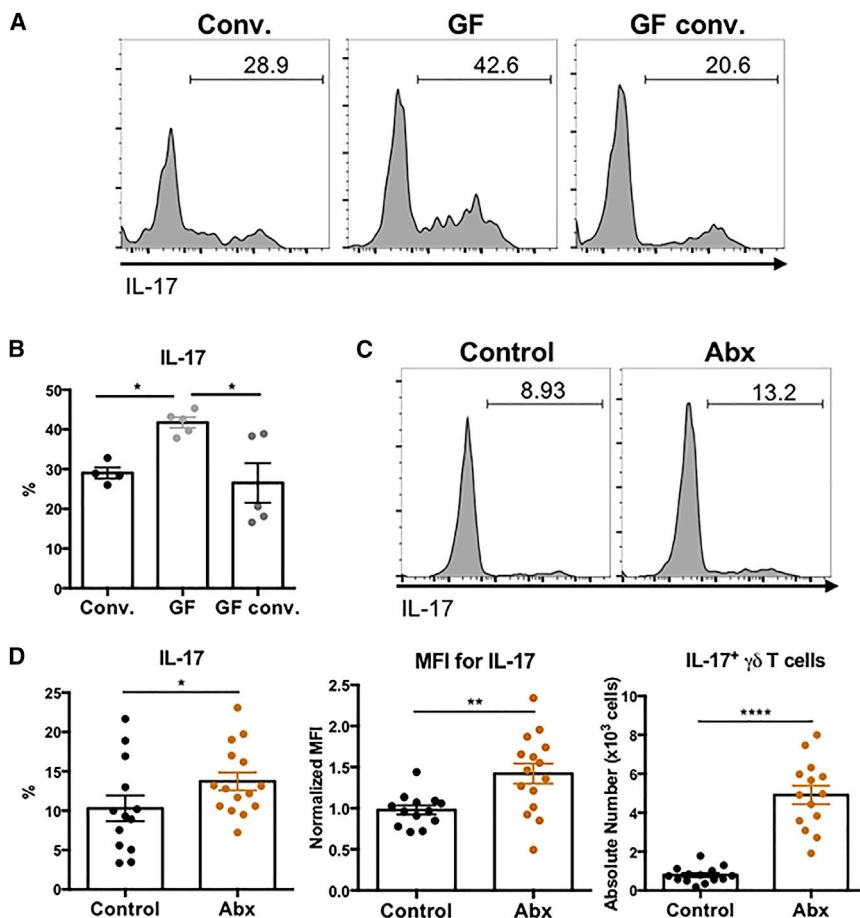 A
Conv.
GF
GF conv.
28.9
42.6
20.6
IL-17
B
IL-17
50
40
30
20
10
0
%
*
*
Conv.
GF
GF conv.
C
Control
Abx
8.93
13.2
IL-17
D
IL-17
25
20
15
10
5
0
%
*
Control
Abx
MFI for IL-17
2.5
2.0
1.5
1.0
0.5
0.0
Normalized MFI
**
Control
Abx
IL-17⁺ γδ T cells
10
8
6
4
2
0
Absolute Number (x10³ cells)
****
Control
Abx